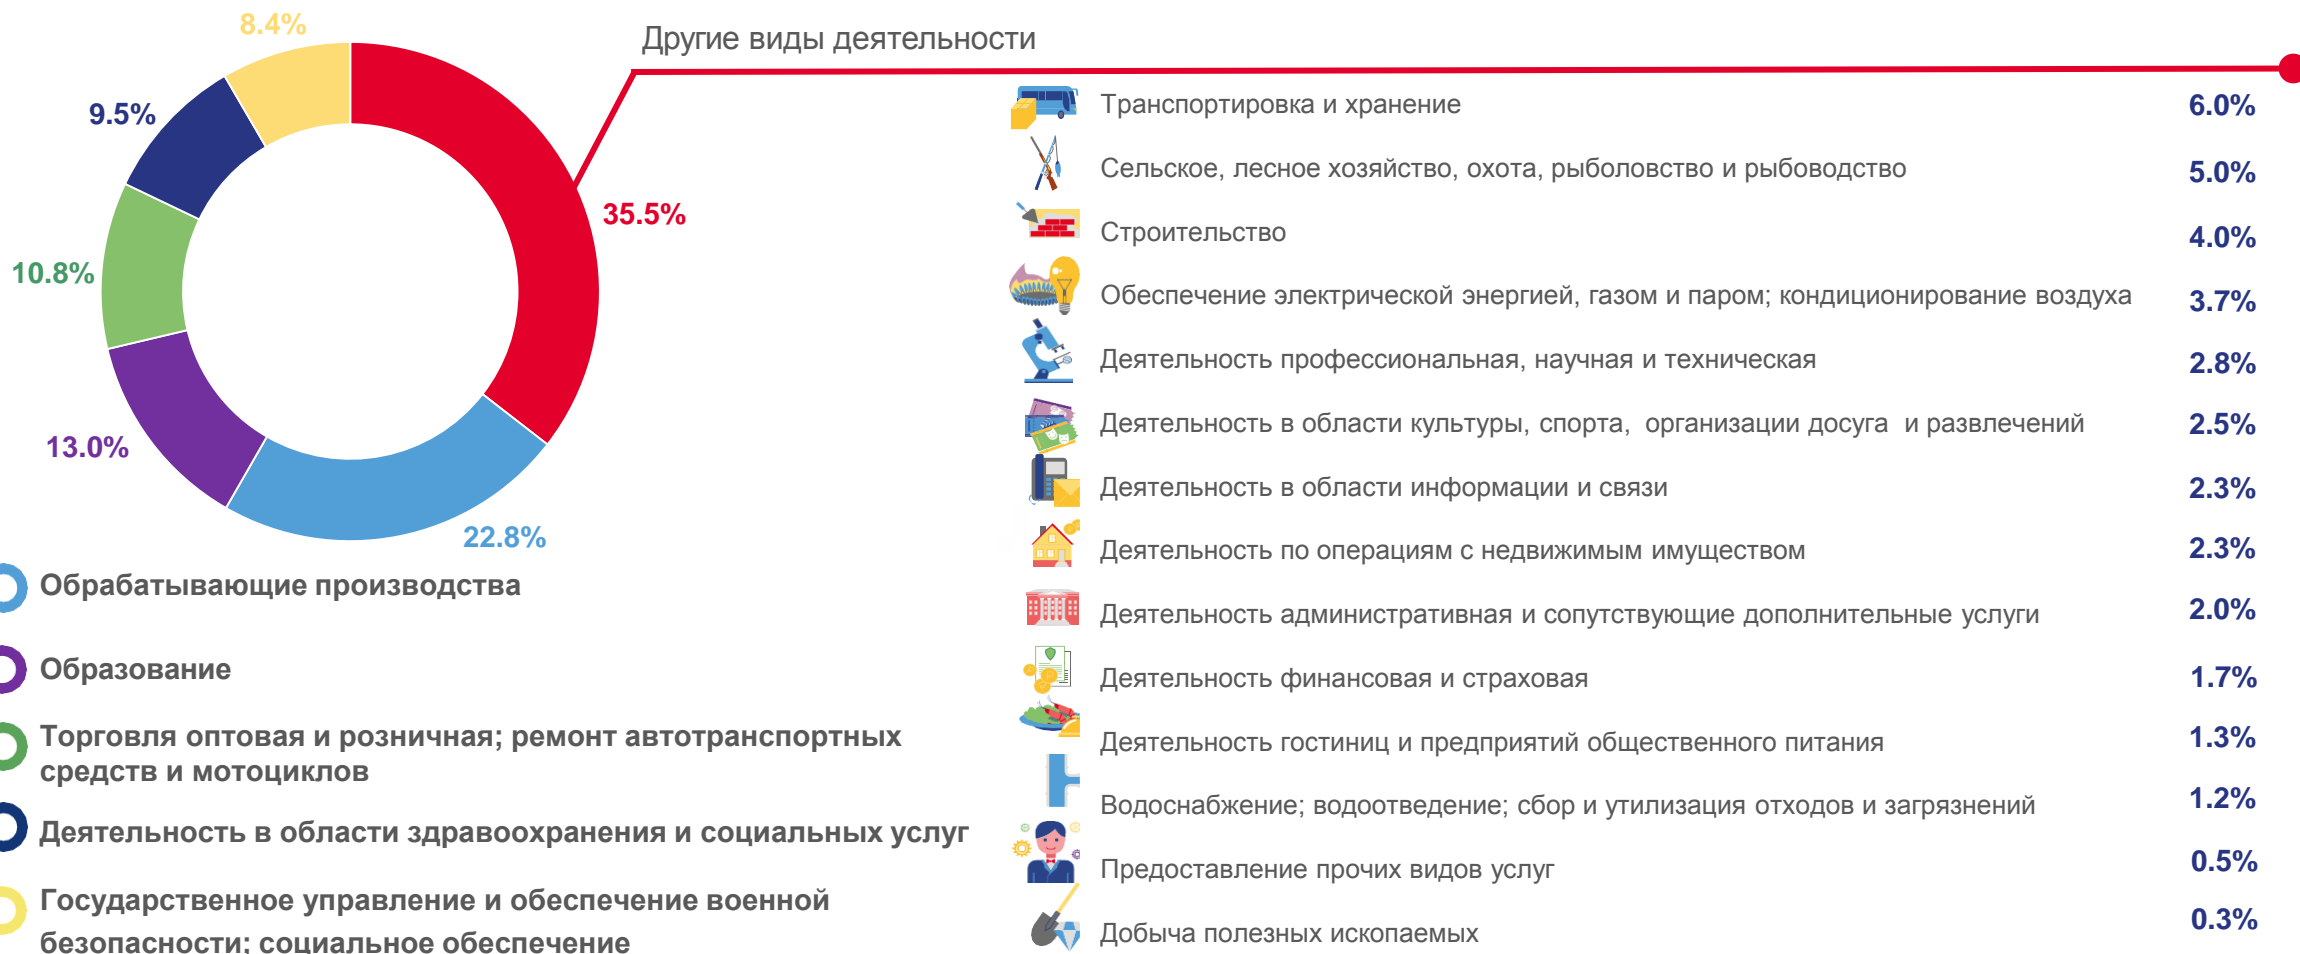 8.4%
9.5%
10.8%
13.0%
22.8%
35.5%
Обрабатывающие производства
Образование
Торговля оптовая и розничная; ремонт автотранспортных
средств и мотоциклов
Деятельность в области здравоохранения и социальных услуг
Государственное управление и обеспечение военной
безопасности; социальное обеспечение
Другие виды деятельности
Транспортировка и хранение 6.0%
Сельское, лесное хозяйство, охота, рыболовство и рыбоводство 5.0%
Строительство 4.0%
Обеспечение электрической энергией, газом и паром; кондиционирование воздуха 3.7%
Деятельность профессиональная, научная и техническая 2.8%
Деятельность в области культуры, спорта, организации досуга и развлечений 2.5%
Деятельность в области информации и связи 2.3%
Деятельность по операциям с недвижимым имуществом 2.3%
Деятельность административная и сопутствующие дополнительные услуги 2.0%
Деятельность финансовая и страховая 1.7%
Деятельность гостиниц и предприятий общественного питания 1.3%
Водоснабжение; водоотведение; сбор и утилизация отходов и загрязнений 1.2%
Предоставление прочих видов услуг 0.5%
Добыча полезных ископаемых 0.3%